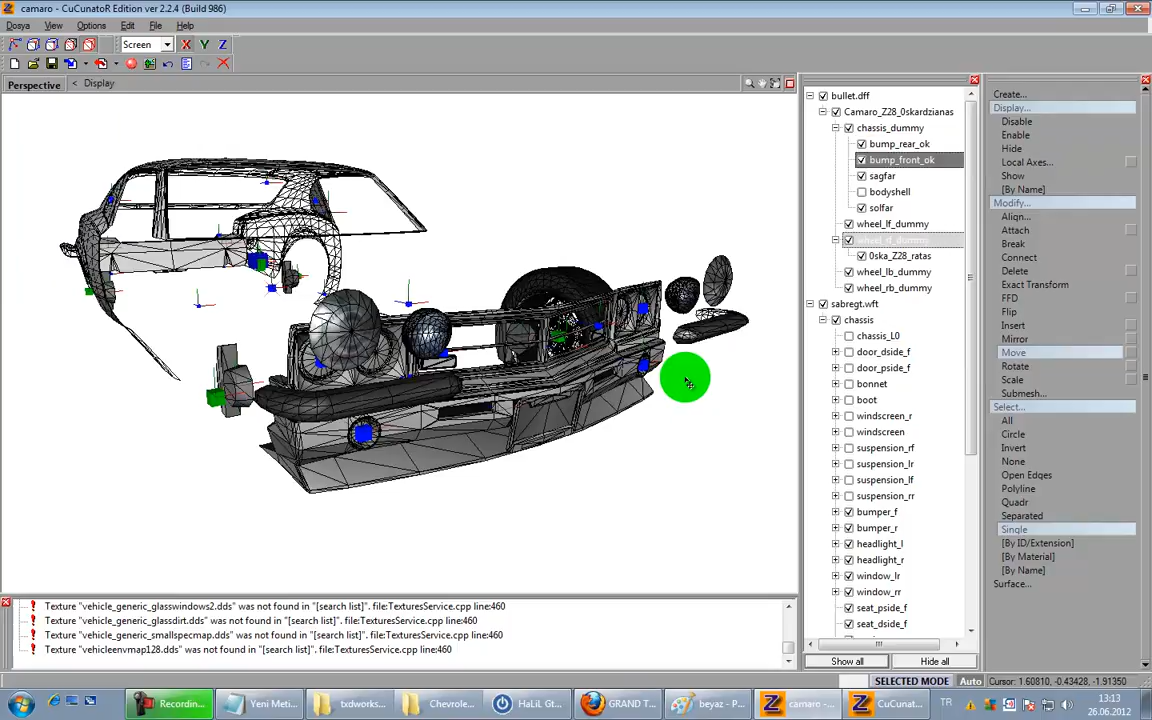 camaro - CuCunatoR Edition ver 2.2.4 (Build 986)
Dosya View Options Edit File Help
Screen X Y Z
Perspective < Display
bullet.dff
Camaro_Z28_0skardzianas
chassis_dummy
bump_rear_ok
bump_front_ok
sagfar
bodyshell
solfar
wheel_lf_dummy
wheel_rf_dummy
0ska_Z28_ratas
wheel_lb_dummy
wheel_rb_dummy
sabregt.wft
chassis
chassis_L0
door_dside_f
door_pside_f
bonnet
boot
windscreen_r
windscreen
suspension_rf
suspension_lr
suspension_lf
suspension_rr
bumper_f
bumper_r
headlight_l
headlight_r
window_lr
window_rr
seat_pside_f
seat_dside_f
Show all Hide all
Create...
Display...
Disable
Enable
Hide
Local Axes...
Show
[By Name]
Modify...
Align...
Attach
Break
Connect
Delete
Exact Transform
FFD
Flip
Insert
Mirror
Move
Rotate
Scale
Submesh...
Select...
All
Circle
Invert
None
Open Edges
Polyline
Quadr
Separated
Single
[By ID/Extension)
[By Material]
[By Name]
Surface...
Texture "vehicle_generic_glasswindows2.dds" was not found in "[search list]". file:TexturesService.cpp line:460
Texture "vehicle_generic_glassdirt.dds" was not found in "[search list]". file:TexturesService.cpp line:460
Texture "vehicle_generic_smallspecmap.dds" was not found in "[search list]". file:TexturesService.cpp line:460
Texture "vehicleenvmap128.dds" was not found in "[search list]". file:TexturesService.cpp line:460
SELECTED MODE Auto Cursor: 1.60810, -0.43428, -1.91350
Recordin... Yeni Meti... txdworks... Chevrole... HaLiL Gt... GRAND T... beyaz - P... camaro -... CuCunat... TR 13:13
26.06.2012